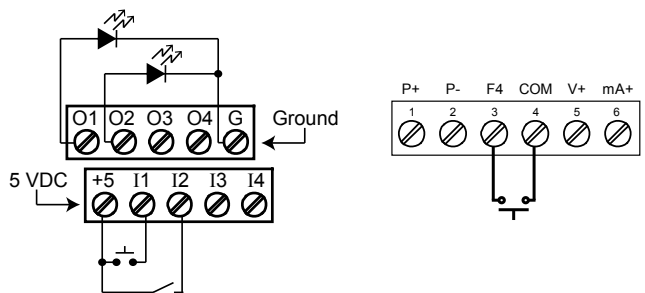 O1 O2 O3 O4 G
Ground
5 VDC
+5 I1 I2 I3 I4
P+ P- F4 COM V+ mA+
1 2 3 4 5 6